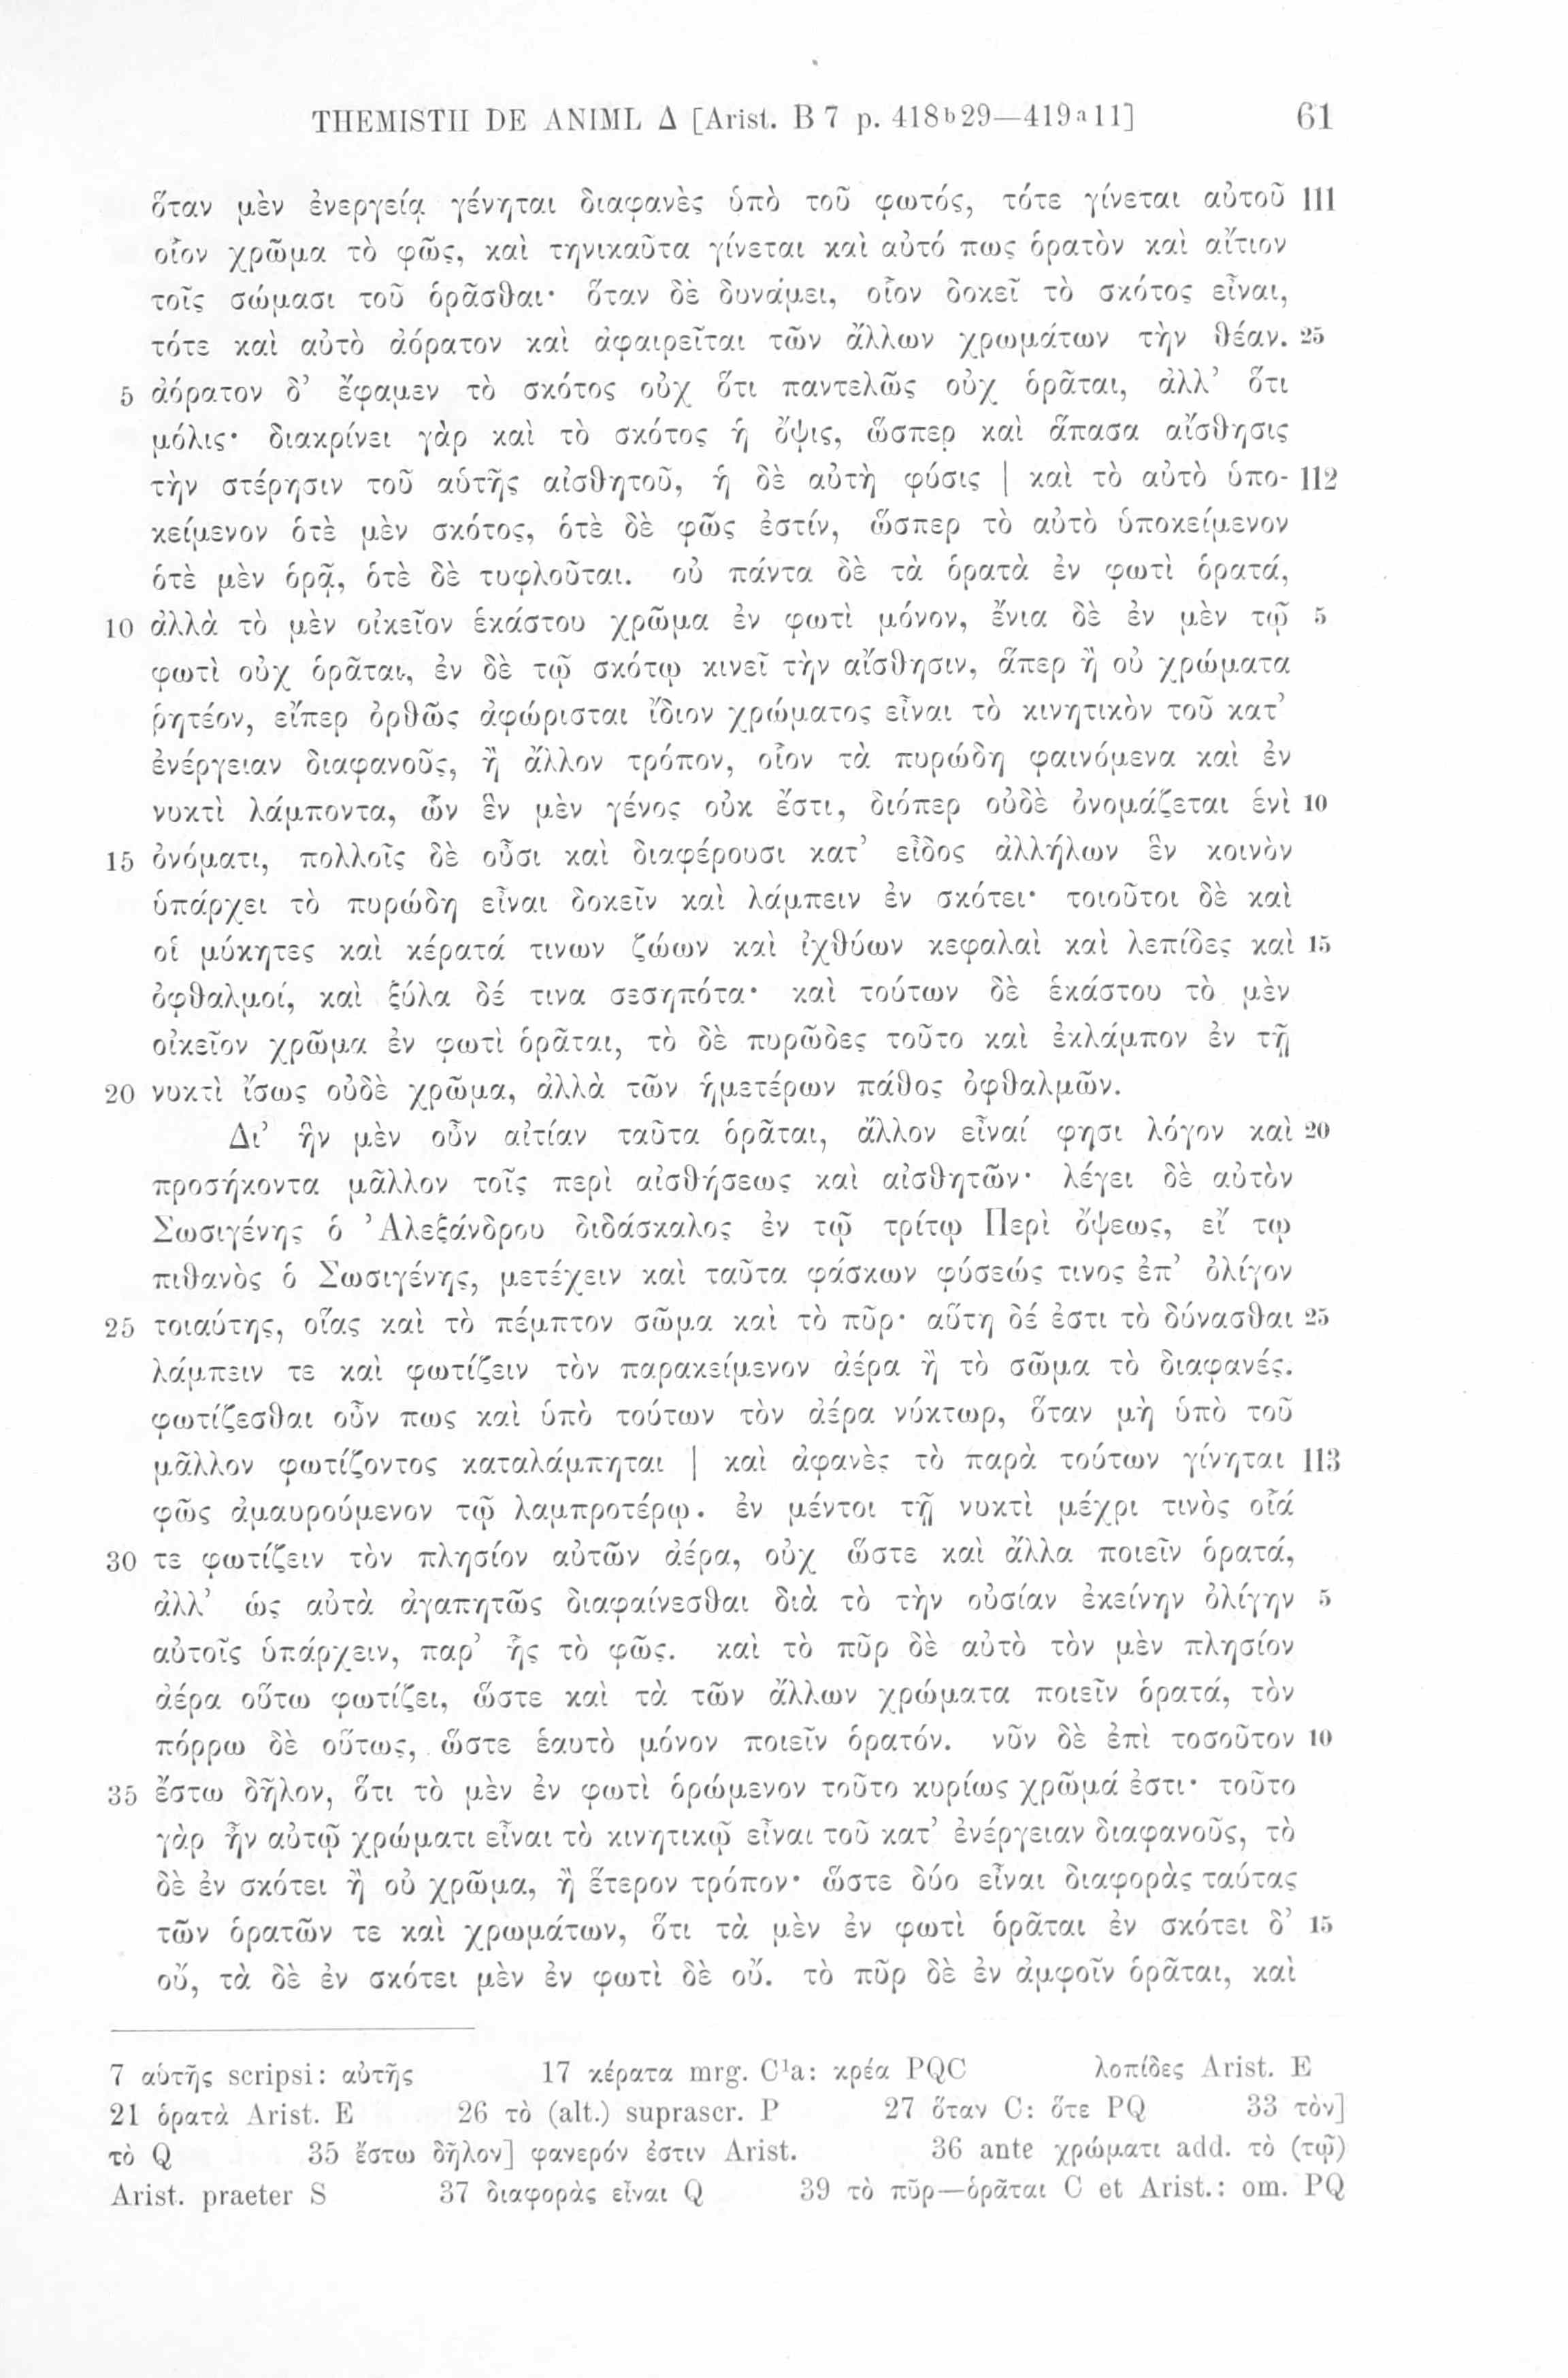 THEMISTII DE ANIML Δ [Arist. B 7 p. 418b29—419a11] 61
ὅταν μὲν ἐνεργείᾳ γένηται διαφανὲς ὑπὸ τοῦ φωτός, τότε γίνεται αὐτοῦ 111
οἷον χρῶμα τὸ φῶς, καὶ τηνικαῦτα γίνεται καὶ αὐτό πως ὁρατὸν καὶ αἴτιον
τοῖς σώμασι τοῦ ὁρᾶσθαι· ὅταν δὲ δυνάμει, οἷον δοκεῖ τὸ σκότος εἶναι,
τότε καὶ αὐτὸ ἀόρατον καὶ ἀφαιρεῖται τῶν ἄλλων χρωμάτων τὴν θέαν. 25
5 ἀόρατον δ’ ἔφαμεν τὸ σκότος οὐχ ὅτι παντελῶς οὐχ ὁρᾶται, ἀλλ’ ὅτι
μόλις· διακρίνει γὰρ καὶ τὸ σκότος ἡ ὄψις, ὥσπερ καὶ ἅπασα αἴσθησις
τὴν στέρησιν τοῦ αὑτῆς αἰσθητοῦ, ἡ δὲ αὐτὴ φύσις | καὶ τὸ αὐτὸ ὑπο- 112
κείμενον ὁτὲ μὲν σκότος, ὁτὲ δὲ φῶς ἐστίν, ὥσπερ τὸ αὐτὸ ὑποκείμενον
ὁτὲ μὲν ὁρᾷ, ὁτὲ δὲ τυφλοῦται. οὐ πάντα δὲ τὰ ὁρατὰ ἐν φωτὶ ὁρατά,
10 ἀλλὰ τὸ μὲν οἰκεῖον ἑκάστου χρῶμα ἐν φωτὶ μόνον, ἔνια δὲ ἐν μὲν τῷ 5
φωτὶ οὐχ ὁρᾶται, ἐν δὲ τῷ σκότῳ κινεῖ τὴν αἴσθησιν, ἅπερ ἢ οὐ χρώματα
ῥητέον, εἴπερ ὀρθῶς ἀφώρισται ἴδιον χρώματος εἶναι τὸ κινητικὸν τοῦ κατ’
ἐνέργειαν διαφανοῦς, ἢ ἄλλον τρόπον, οἷον τὰ πυρώδη φαινόμενα καὶ ἐν
νυκτὶ λάμποντα, ὧν ἓν μὲν γένος οὐκ ἔστι, διόπερ οὐδὲ ὀνομάζεται ἑνὶ 10
15 ὀνόματι, πολλοῖς δὲ οὖσι καὶ διαφέρουσι κατ’ εἶδος ἀλλήλων ἓν κοινὸν
ὑπάρχει τὸ πυρώδη εἶναι δοκεῖν καὶ λάμπειν ἐν σκότει· τοιοῦτοι δὲ καὶ
οἱ μύκητες καὶ κέρατά τινων ζώων καὶ ἰχθύων κεφαλαὶ καὶ λεπίδες καὶ 15
ὀφθαλμοί, καὶ ξύλα δέ τινα σεσηπότα· καὶ τούτων δὲ ἑκάστου τὸ μὲν
οἰκεῖον χρῶμα ἐν φωτὶ ὁρᾶται, τὸ δὲ πυρῶδες τοῦτο καὶ ἐκλάμπον ἐν τῇ
20 νυκτὶ ἴσως οὐδὲ χρῶμα, ἀλλὰ τῶν ἡμετέρων πάθος ὀφθαλμῶν.
Δι’ ἣν μὲν οὖν αἰτίαν ταῦτα ὁρᾶται, ἄλλον εἶναί φησι λόγον καὶ 20
προσήκοντα μᾶλλον τοῖς περὶ αἰσθήσεως καὶ αἰσθητῶν· λέγει δὲ αὐτὸν
Σωσιγένης ὁ ’Αλεξάνδρου διδάσκαλος ἐν τῷ τρίτῳ Περὶ ὄψεως, εἴ τῳ
πιθανὸς ὁ Σωσιγένης, μετέχειν καὶ ταῦτα φάσκων φύσεώς τινος ἐπ’ ὀλίγον
25 τοιαύτης, οἵας καὶ τὸ πέμπτον σῶμα καὶ τὸ πῦρ· αὕτη δέ ἐστι τὸ δύνασθαι 25
λάμπειν τε καὶ φωτίζειν τὸν παρακείμενον ἀέρα ἢ τὸ σῶμα τὸ διαφανές.
φωτίζεσθαι οὖν πως καὶ ὑπὸ τούτων τὸν ἀέρα νύκτωρ, ὅταν μὴ ὑπὸ τοῦ
μᾶλλον φωτίζοντος καταλάμπηται | καὶ ἀφανὲς τὸ παρὰ τούτων γίνηται 113
φῶς ἀμαυρούμενον τῷ λαμπροτέρῳ. ἐν μέντοι τῇ νυκτὶ μέχρι τινὸς οἷά
30 τε φωτίζειν τὸν πλησίον αὐτῶν ἀέρα, οὐχ ὥστε καὶ ἄλλα ποιεῖν ὁρατά,
ἀλλ’ ὡς αὐτὰ ἀγαπητῶς διαφαίνεσθαι διὰ τὸ τὴν οὐσίαν ἐκείνην ὀλίγην 5
αὐτοῖς ὑπάρχειν, παρ’ ἧς τὸ φῶς. καὶ τὸ πῦρ δὲ αὐτὸ τὸν μὲν πλησίον
ἀέρα οὕτω φωτίζει, ὥστε καὶ τὰ τῶν ἄλλων χρώματα ποιεῖν ὁρατά, τὸν
πόρρω δὲ οὕτως, ὥστε ἑαυτὸ μόνον ποιεῖν ὁρατόν. νῦν δὲ ἐπὶ τοσοῦτον 10
35 ἔστω δῆλον, ὅτι τὸ μὲν ἐν φωτὶ ὁρώμενον τοῦτο κυρίως χρῶμά ἐστι· τοῦτο
γὰρ ἦν αὐτῷ χρώματι εἶναι τὸ κινητικῷ εἶναι τοῦ κατ’ ἐνέργειαν διαφανοῦς, τὸ
δὲ ἐν σκότει ἢ οὐ χρῶμα, ἢ ἕτερον τρόπον· ὥστε δύο εἶναι διαφορὰς ταύτας
τῶν ὁρατῶν τε καὶ χρωμάτων, ὅτι τὰ μὲν ἐν φωτὶ ὁρᾶται ἐν σκότει δ’ 15
οὔ, τὰ δὲ ἐν σκότει μὲν ἐν φωτὶ δὲ οὔ. τὸ πῦρ δὲ ἐν ἀμφοῖν ὁρᾶται, καὶ
7 αὑτῆς scripsi: αὐτῆς 17 κέρατα mrg. C¹a: κρέα PQC λοπίδες Arist. E
21 ὁρατὰ Arist. E 26 τὸ (alt.) suprascr. P 27 ὅταν C: ὅτε PQ 33 τὸν]
τὸ Q 35 ἔστω δῆλον] φανερόν ἐστιν Arist. 36 ante χρώματι add. τὸ (τῷ)
Arist. praeter S 37 διαφορὰς εἶναι Q 39 τὸ πῦρ—ὁρᾶται C et Arist.: om. PQ